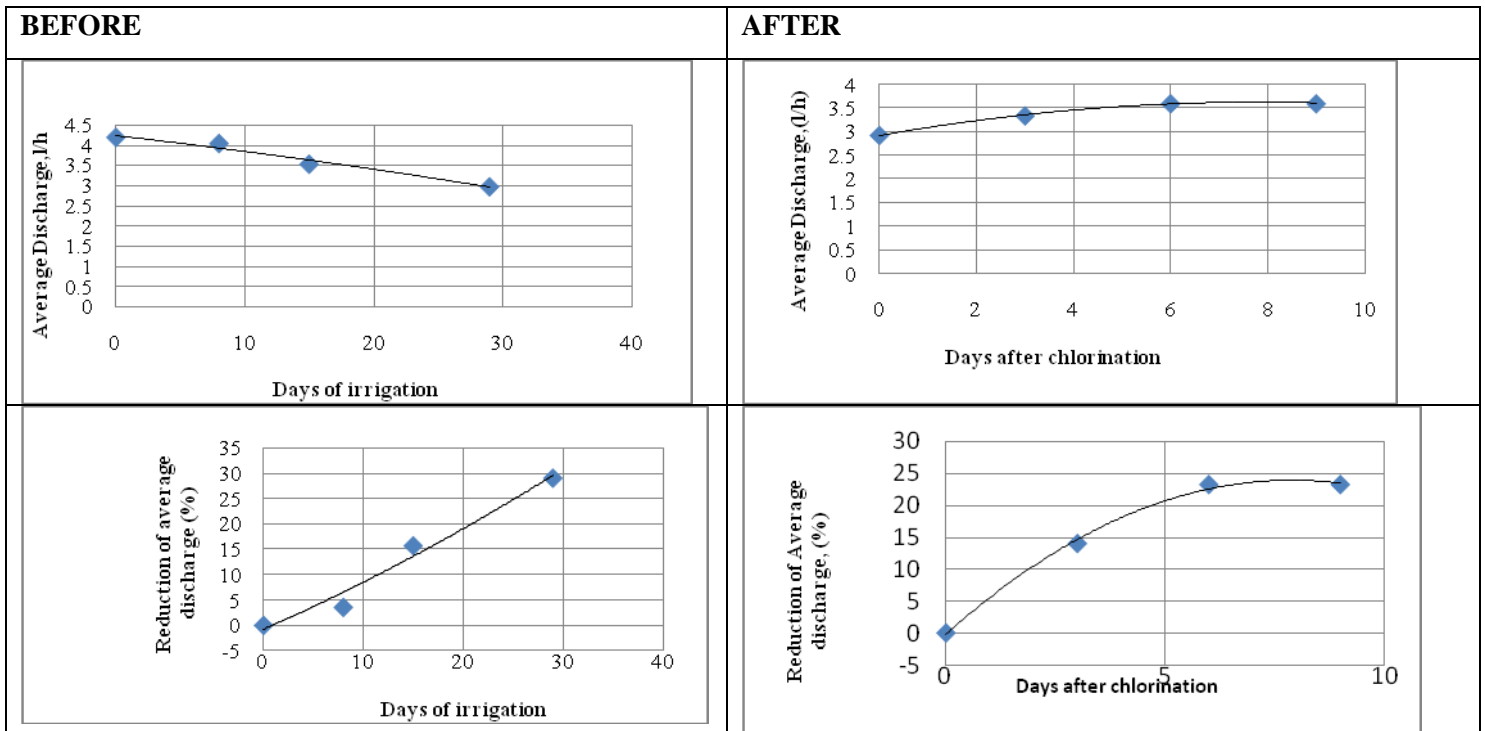 BEFORE
AFTER
Average Discharge,l/h
4.5
4
3.5
3
2.5
2
1.5
1
0.5
0
0 10 20 30 40
Days of irrigation
Average Discharge,(l/h)
4
3.5
3
2.5
2
1.5
1
0.5
0
0 2 4 6 8 10
Days after chlorination
Reduction of average
discharge (%)
35
30
25
20
15
10
5
0
-5
0 10 20 30 40
Days of irrigation
Reduction of Average
discharge, (%)
30
25
20
15
10
5
0
-5
0 5 10
Days after chlorination